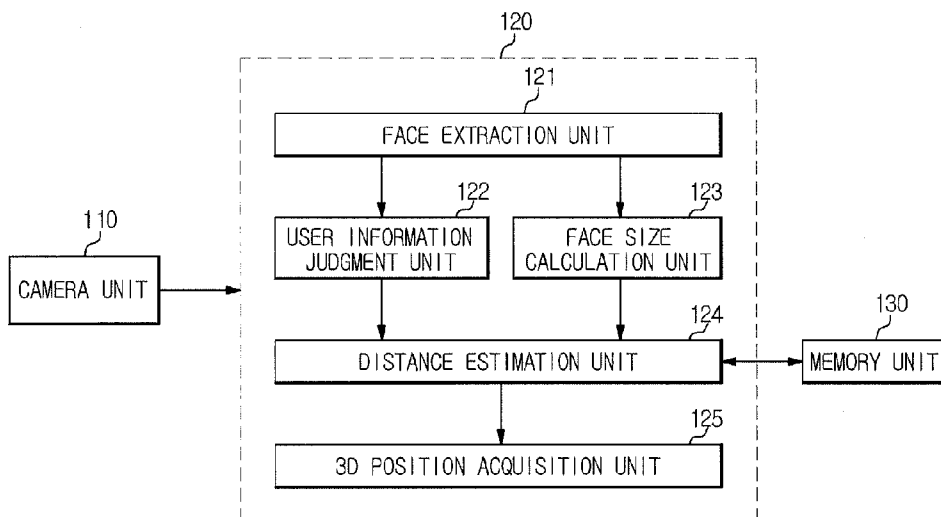 120
121
FACE EXTRACTION UNIT
122
123
USER INFORMATION
JUDGMENT UNIT
FACE SIZE
CALCULATION UNIT
110
CAMERA UNIT
124
DISTANCE ESTIMATION UNIT
130
MEMORY UNIT
125
3D POSITION ACQUISITION UNIT